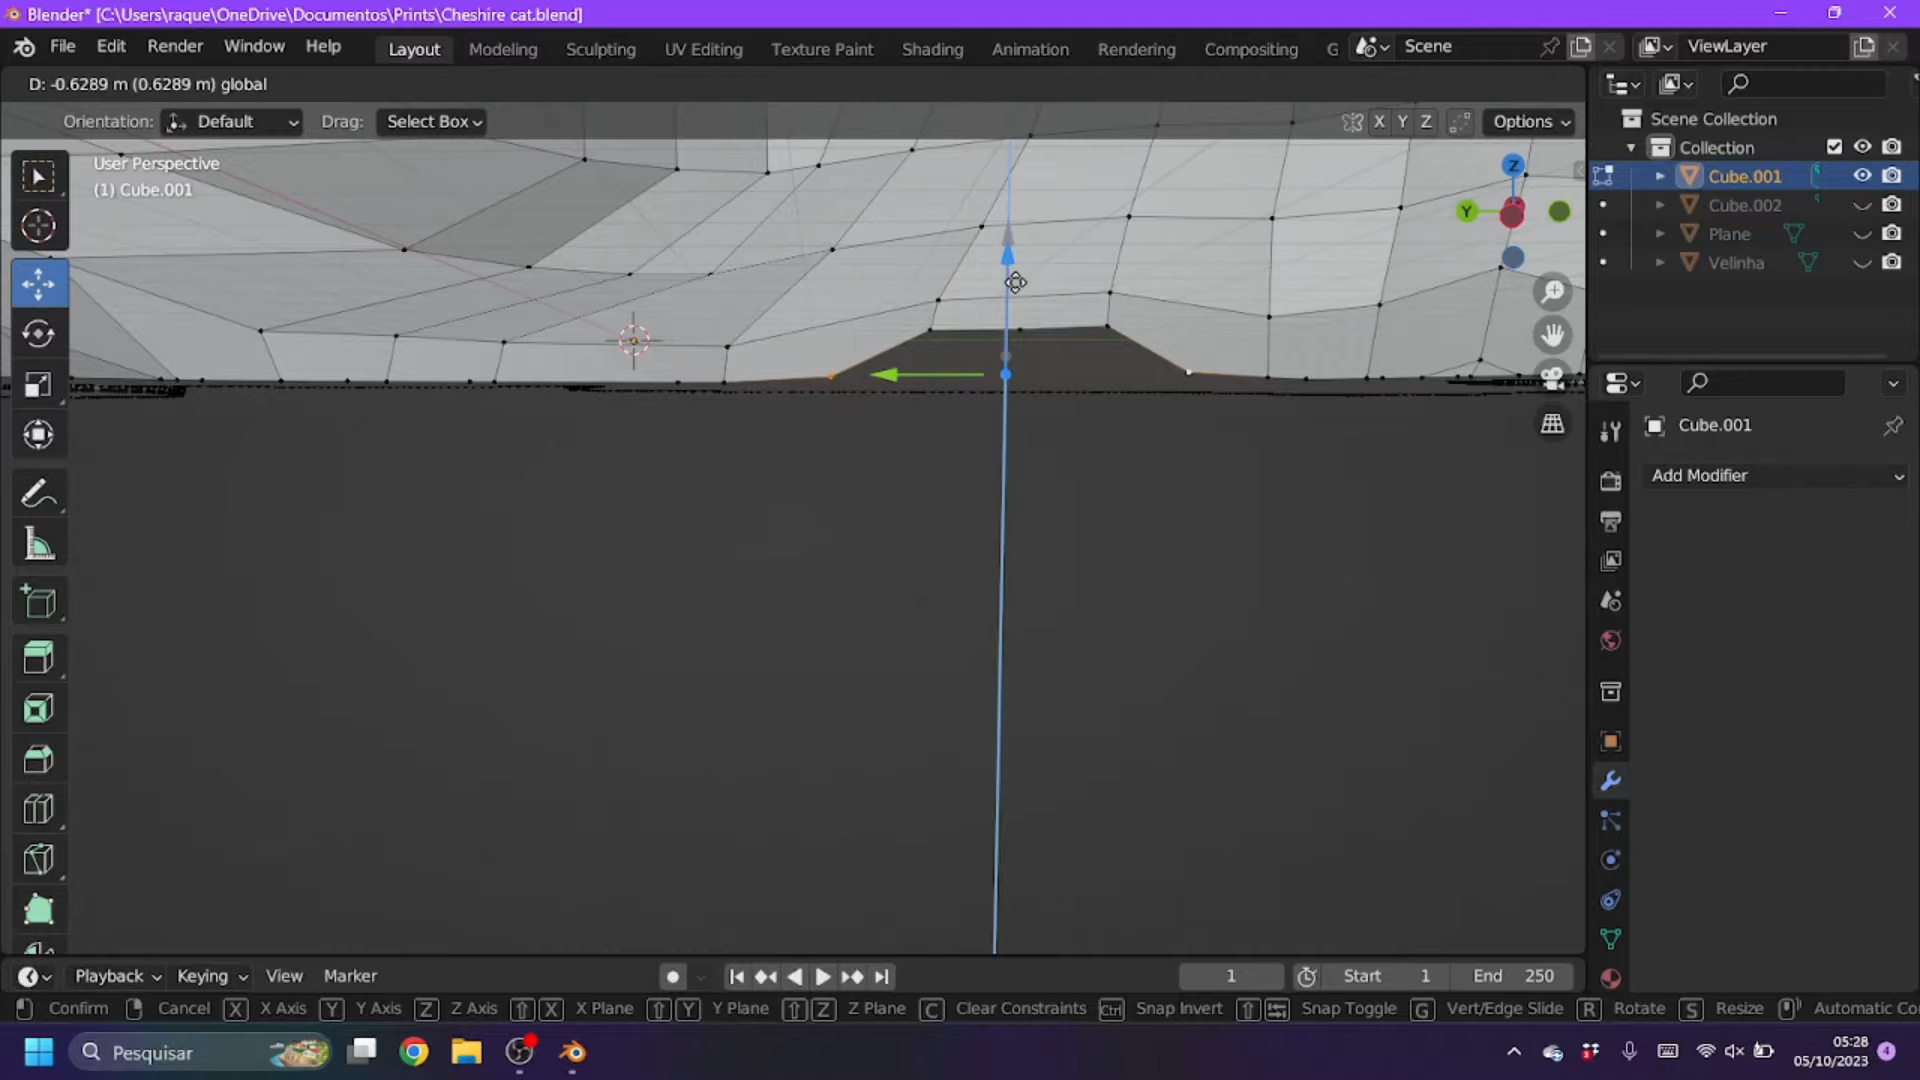 Blender* [C:\Users\raque\OneDrive\Documentos\Prints\Cheshire cat.blend]
File Edit Render Window Help Layout Modeling Sculpting UV Editing Texture Paint Shading Animation Rendering Compositing G Scene ViewLayer
D: -0.6289 m (0.6289 m) global
Orientation: Default Drag: Select Box X Y Z Options
User Perspective
(1) Cube.001
Z
Y
Scene Collection
Collection
Cube.001
Cube.002
Plane
Velinha
Cube.001
Add Modifier
Playback Keying View Marker 1 Start 1 End 250
Confirm Cancel X X Axis Y Y Axis Z Z Axis X X Plane Y Y Plane Z Z Plane C Clear Constraints Ctrl Snap Invert Snap Toggle G Vert/Edge Slide R Rotate S Resize Automatic Co
Pesquisar
05:28
05/10/2023
4